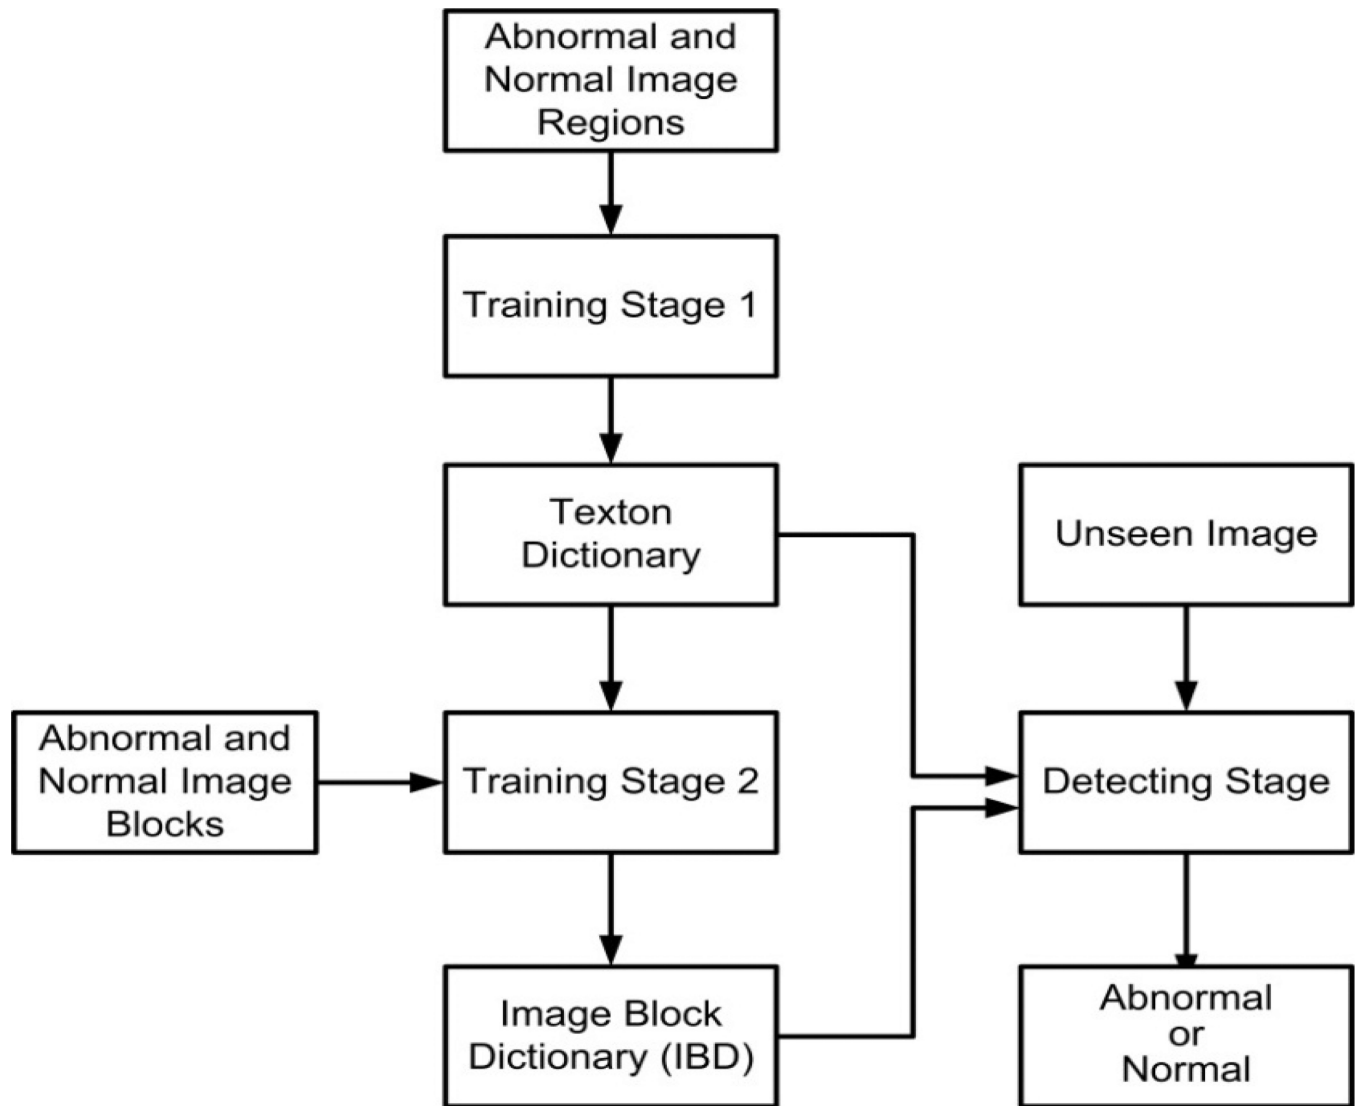 Abnormal and
Normal Image
Regions
Training Stage 1
Texton
Dictionary
Unseen Image
Abnormal and
Normal Image
Blocks
Training Stage 2
Detecting Stage
Image Block
Dictionary (IBD)
Abnormal
or
Normal